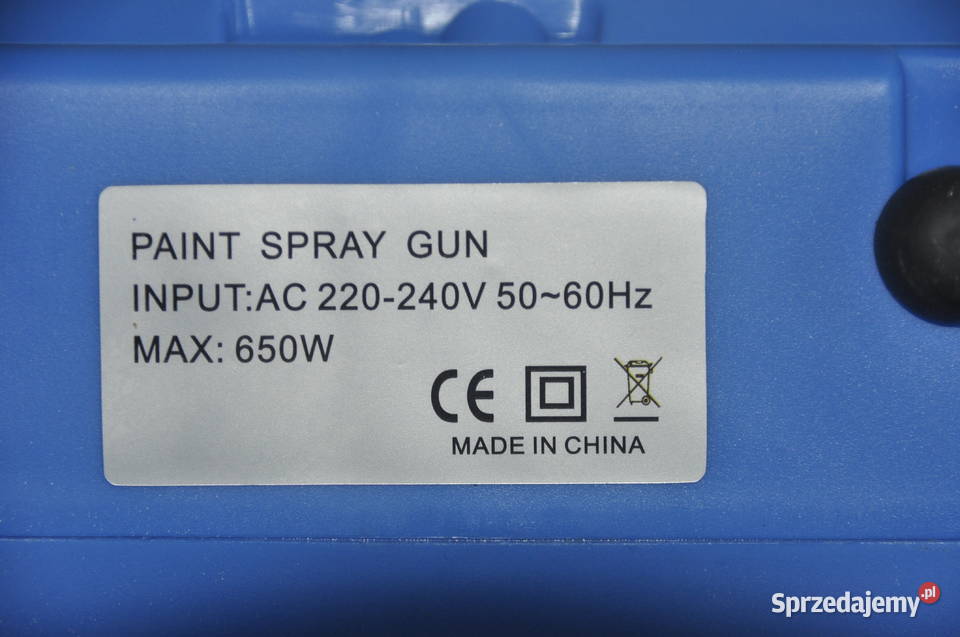 PAINT SPRAY GUN
INPUT:AC 220-240V 50~60Hz
MAX: 650W
CE
MADE IN CHINA
Sprzedajemy.pl